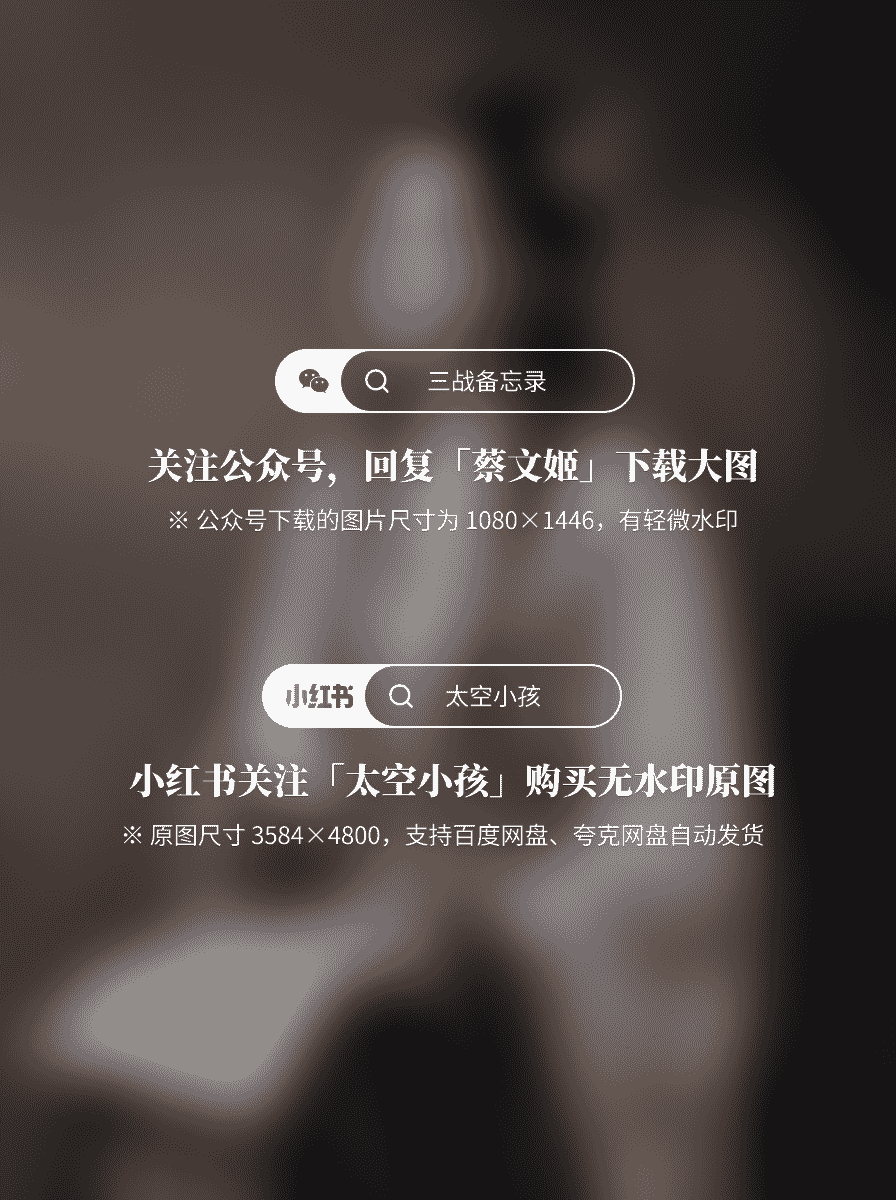 三战备忘录
关注公众号，回复「蔡文姬」下载大图
※ 公众号下载的图片尺寸为 1080×1446，有轻微水印
小红书 太空小孩
小红书关注「太空小孩」购买无水印原图
※ 原图尺寸 3584×4800，支持百度网盘、夸克网盘自动发货